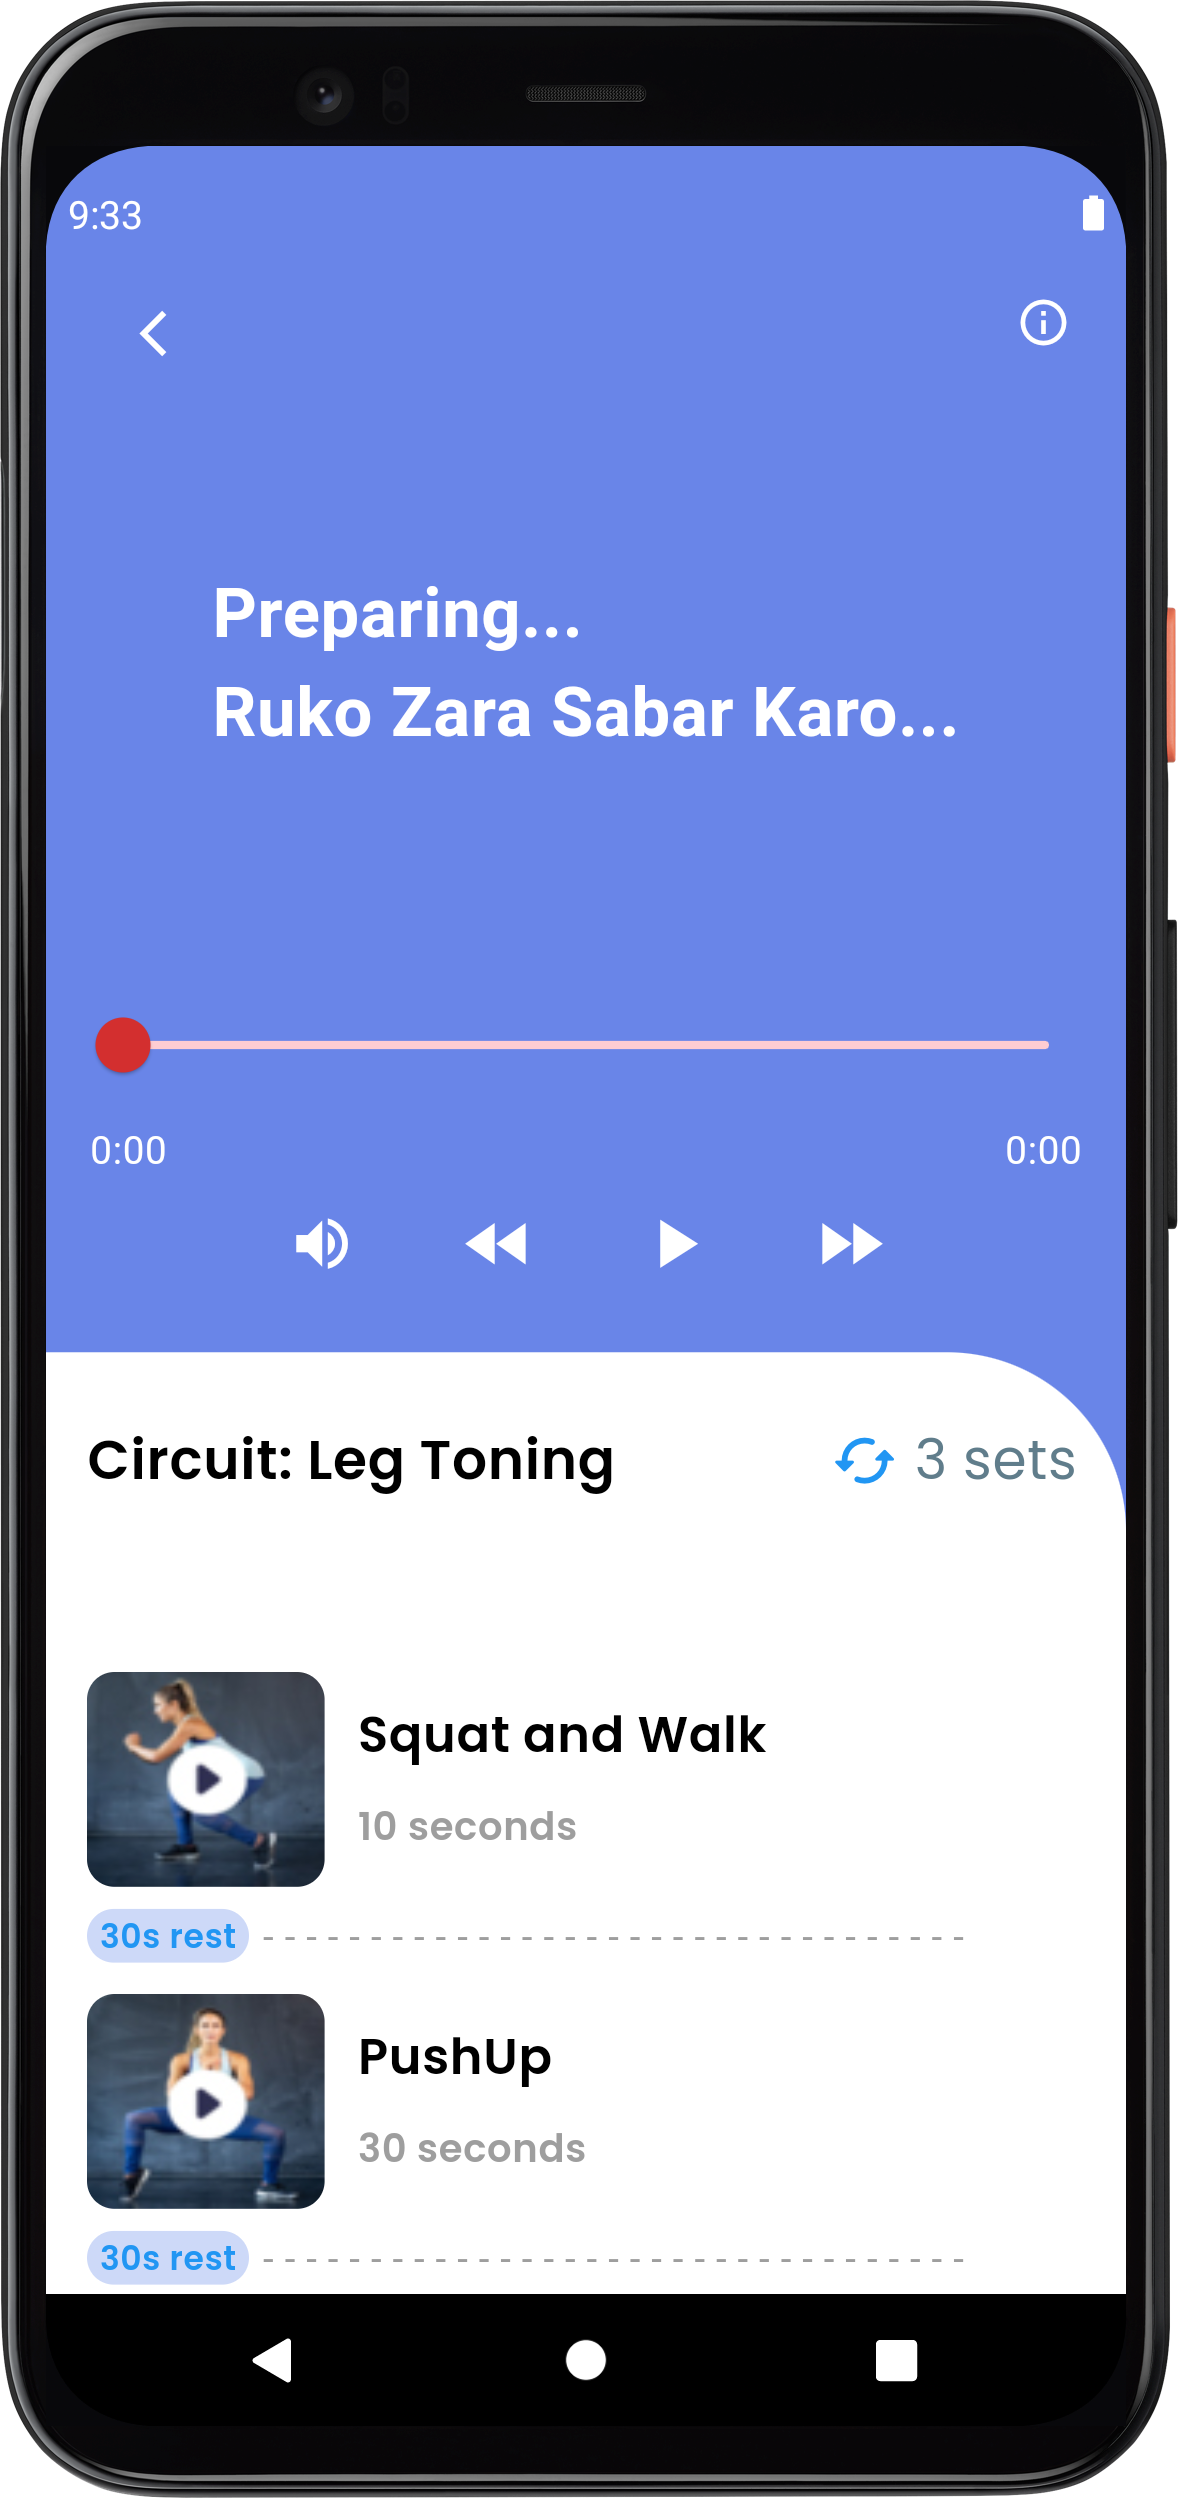 9:33
Preparing...
Ruko Zara Sabar Karo...
0:00 0:00
Circuit: Leg Toning 3 sets
Squat and Walk
10 seconds
30s rest
PushUp
30 seconds
30s rest